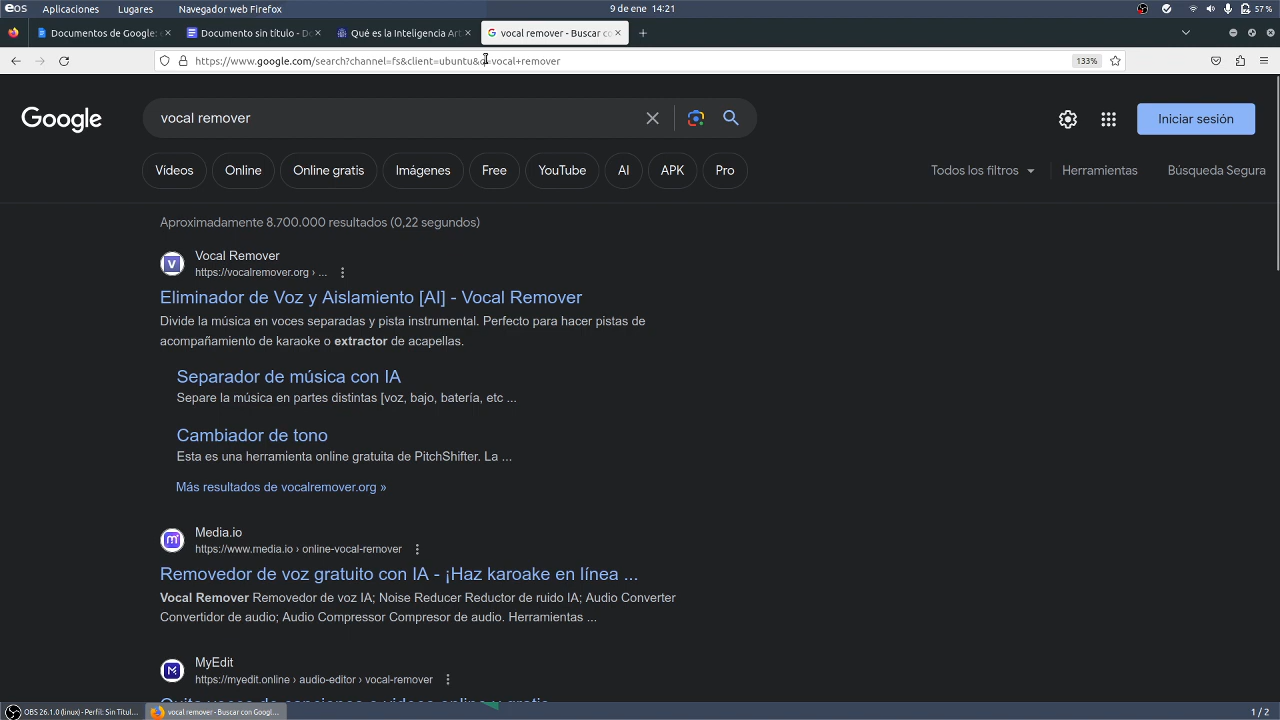 Aplicaciones Lugares Navegador web Firefox 9 de ene 14:21 57 %
Documentos de Google: e Documento sin título - Do Qué es la Inteligencia Art vocal remover - Buscar co
https://www.google.com/search?channel=fs&client=ubuntu&q=vocal+remover 133%
Google vocal remover Iniciar sesión
Vídeos Online Online gratis Imágenes Free YouTube AI APK Pro Todos los filtros Herramientas Búsqueda Segura
Aproximadamente 8.700.000 resultados (0,22 segundos)
Vocal Remover
https://vocalremover.org › ...
Eliminador de Voz y Aislamiento [AI] - Vocal Remover
Divide la música en voces separadas y pista instrumental. Perfecto para hacer pistas de
acompañamiento de karaoke o extractor de acapellas.
Separador de música con IA
Separe la música en partes distintas [voz, bajo, batería, etc ...
Cambiador de tono
Esta es una herramienta online gratuita de PitchShifter. La ...
Más resultados de vocalremover.org »
Media.io
https://www.media.io › online-vocal-remover
Removedor de voz gratuito con IA - ¡Haz karoake en línea ...
Vocal Remover Removedor de voz IA; Noise Reducer Reductor de ruido IA; Audio Converter
Convertidor de audio; Audio Compressor Compresor de audio. Herramientas ...
MyEdit
https://myedit.online › audio-editor › vocal-remover
Quita voces de canciones o videos online y gratis
OBS 26.1.0 (linux) - Perfil: Sin Títul... vocal remover - Buscar con Googl... 1 / 2